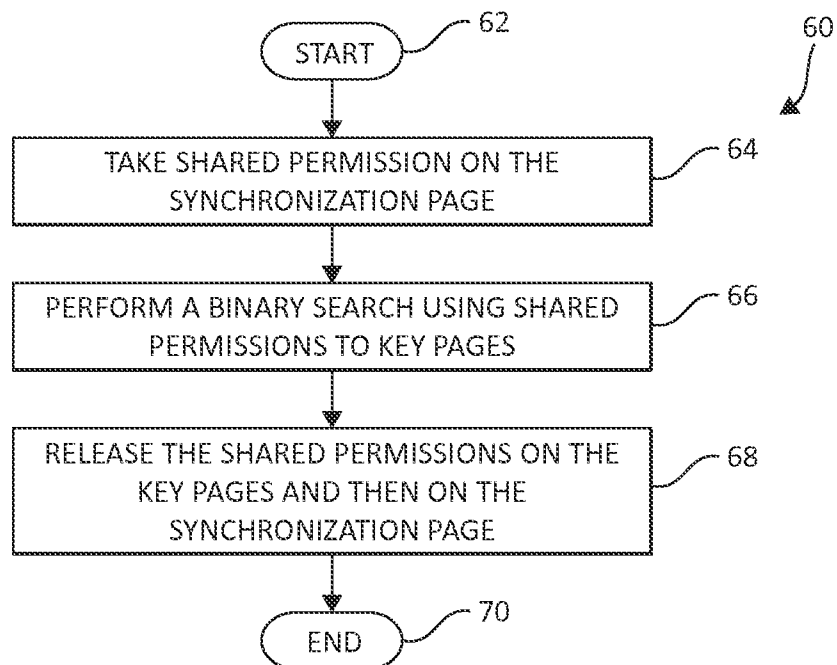 START
62
60
TAKE SHARED PERMISSION ON THE
SYNCHRONIZATION PAGE
64
PERFORM A BINARY SEARCH USING SHARED
PERMISSIONS TO KEY PAGES
66
RELEASE THE SHARED PERMISSIONS ON THE
KEY PAGES AND THEN ON THE
SYNCHRONIZATION PAGE
68
END
70